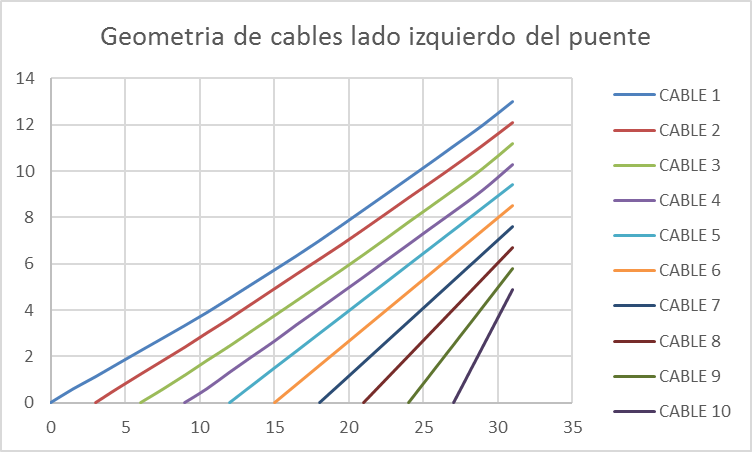 Geometria de cables lado izquierdo del puente
14
12
10
8
6
4
2
0
0 5 10 15 20 25 30 35
CABLE 1
CABLE 2
CABLE 3
CABLE 4
CABLE 5
CABLE 6
CABLE 7
CABLE 8
CABLE 9
CABLE 10